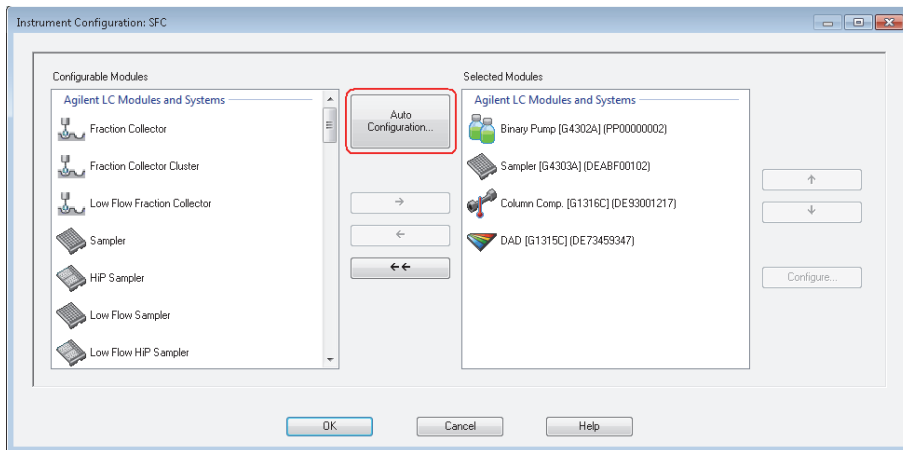 Instrument Configuration: SFC
Configurable Modules
Agilent LC Modules and Systems
Fraction Collector
Fraction Collector Cluster
Low Flow Fraction Collector
Sampler
HiP Sampler
Low Flow Sampler
Low Flow HiP Sampler
Auto
Configuration...
Selected Modules
Agilent LC Modules and Systems
Binary Pump [G4302A] (PP00000002)
Sampler [G4303A] (DEABF00102)
Column Comp. [G1316C] (DE93001217)
DAD [G1315C] (DE73459347)
Configure...
OK
Cancel
Help